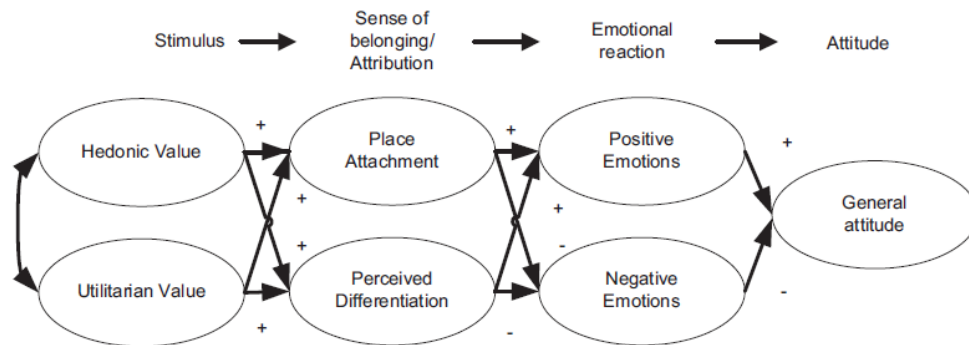 Stimulus
Sense of
belonging/
Attribution
Emotional
reaction
Attitude
+
+
+
Hedonic Value
Place
Attachment
Positive
Emotions
+
+
+
-
General
attitude
Utilitarian Value
Perceived
Differentiation
Negative
Emotions
-
+
-